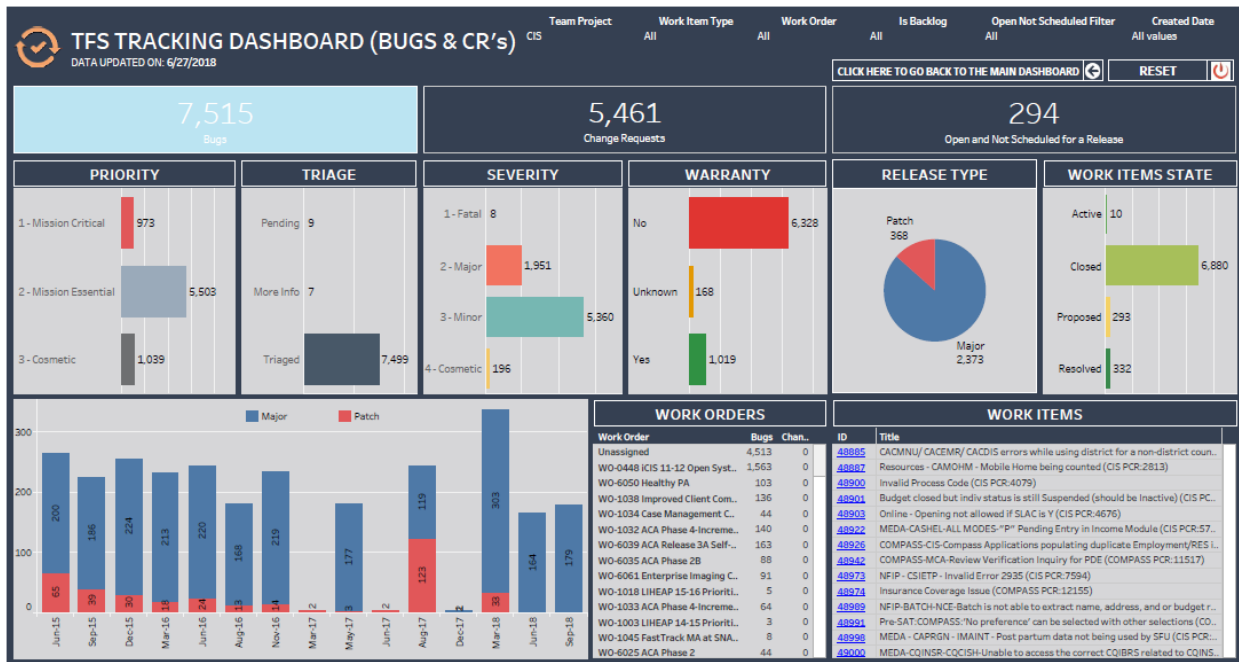 TFS TRACKING DASHBOARD (BUGS & CR's)
DATA UPDATED ON: 6/27/2018
Team Project Work Item Type Work Order Is Backlog Open Not Scheduled Filter Created Date
CIS All All All All All values
CLICK HERE TO GO BACK TO THE MAIN DASHBOARD RESET
7,515
Bugs
5,461
Change Requests
294
Open and Not Scheduled for a Release
PRIORITY
1 - Mission Critical 973
2 - Mission Essential 5,503
3 - Cosmetic 1,039
TRIAGE
Pending 9
More Info 7
Triaged 7,499
SEVERITY
1 - Fatal 8
2 - Major 1,951
3 - Minor 5,360
4 - Cosmetic 196
WARRANTY
No 6,328
Unknown 168
Yes 1,019
RELEASE TYPE
Patch
368
Major
2,373
WORK ITEMS STATE
Active 10
Closed 6,880
Proposed 293
Resolved 332
Major Patch
300
200
100
0
200 186 224 213 220 168 219 177 119 303 164 179
65 39 30 18 24 13 14 2 3 2 123 33
Jun-15 Sep-15 Dec-15 Mar-16 Jun-16 Aug-16 Nov-16 Mar-17 May-17 Jun-17 Aug-17 Dec-17 Mar-18 Jun-18 Sep-18
WORK ORDERS
Work Order Bugs Chan..
Unassigned 4,513 0
WO-0448 iCIS 11-12 Open Syst.. 1,563 0
WO-6050 Healthy PA 103 0
WO-1038 Improved Client Com.. 136 0
WO-1034 Case Management C.. 44 0
WO-1032 ACA Phase 4-Increme.. 140 0
WO-6039 ACA Release 3A Self-.. 163 0
WO-6035 ACA Phase 2B 88 0
WO-6061 Enterprise Imaging C.. 91 0
WO-1018 LIHEAP 15-16 Prioriti.. 5 0
WO-1033 ACA Phase 4-Increme.. 64 0
WO-1003 LIHEAP 14-15 Prioriti.. 3 0
WO-1045 FastTrack MA at SNA.. 8 0
WO-6025 ACA Phase 2 44 0
WORK ITEMS
ID Title
48885 CACMNU/ CACEMR/ CACDIS errors while using district for a non-district coun..
48887 Resources - CAMOHM - Mobile Home being counted (CIS PCR:2813)
48900 Invalid Process Code (CIS PCR:4079)
48901 Budget closed but indiv status is still Suspended (should be Inactive) (CIS PC..
48903 Online - Opening not allowed if SLAC is Y (CIS PCR:4676)
48922 MEDA-CASHEL-ALL MODES-"P" Pending Entry in Income Module (CIS PCR:57..
48926 COMPASS-CIS-Compass Applications populating duplicate Employment/RES i..
48942 COMPASS-MCA-Review Verification Inquiry for PDE (COMPASS PCR:11517)
48973 NFIP - CSIETP - Invalid Error 2935 (CIS PCR:7594)
48974 Insurance Coverage Issue (COMPASS PCR:12155)
48989 NFIP-BATCH-NCE-Batch is not able to extract name, address, and or budget r..
48991 Pre-SAT:COMPASS:'No preference' can be selected with other selections (CO..
48998 MEDA - CAPRGN - IMAINT - Post partum data not being used by SFU (CIS PCR:..
49000 MEDA-CQINSR-CQCISH-Unable to access the correct CQIBRS related to CQINS..